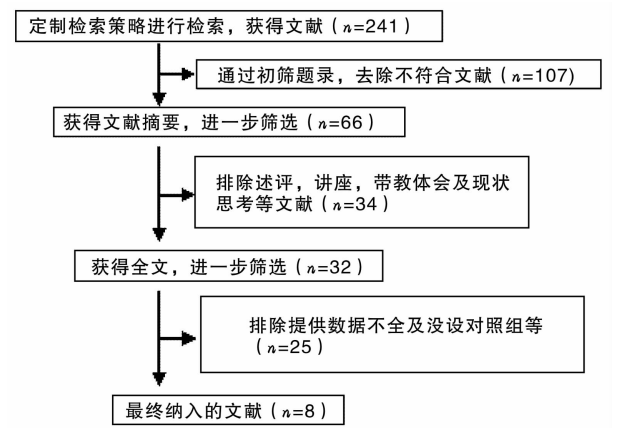 定制检索策略进行检索，获得文献（n=241）
通过初筛题录，去除不符合文献（n=107）
获得文献摘要，进一步筛选（n=66）
排除述评，讲座，带教体会及现状
思考等文献（n=34）
获得全文，进一步筛选（n=32）
排除提供数据不全及没设对照组等
（n=25）
最终纳入的文献（n=8）